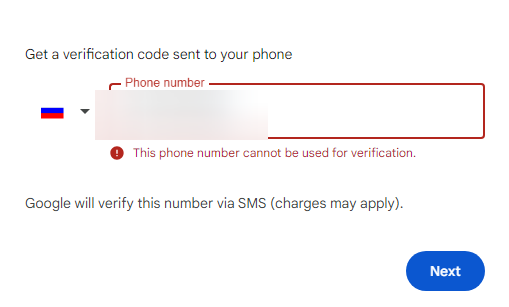 Get a verification code sent to your phone
Phone number
This phone number cannot be used for verification.
Google will verify this number via SMS (charges may apply).
Next